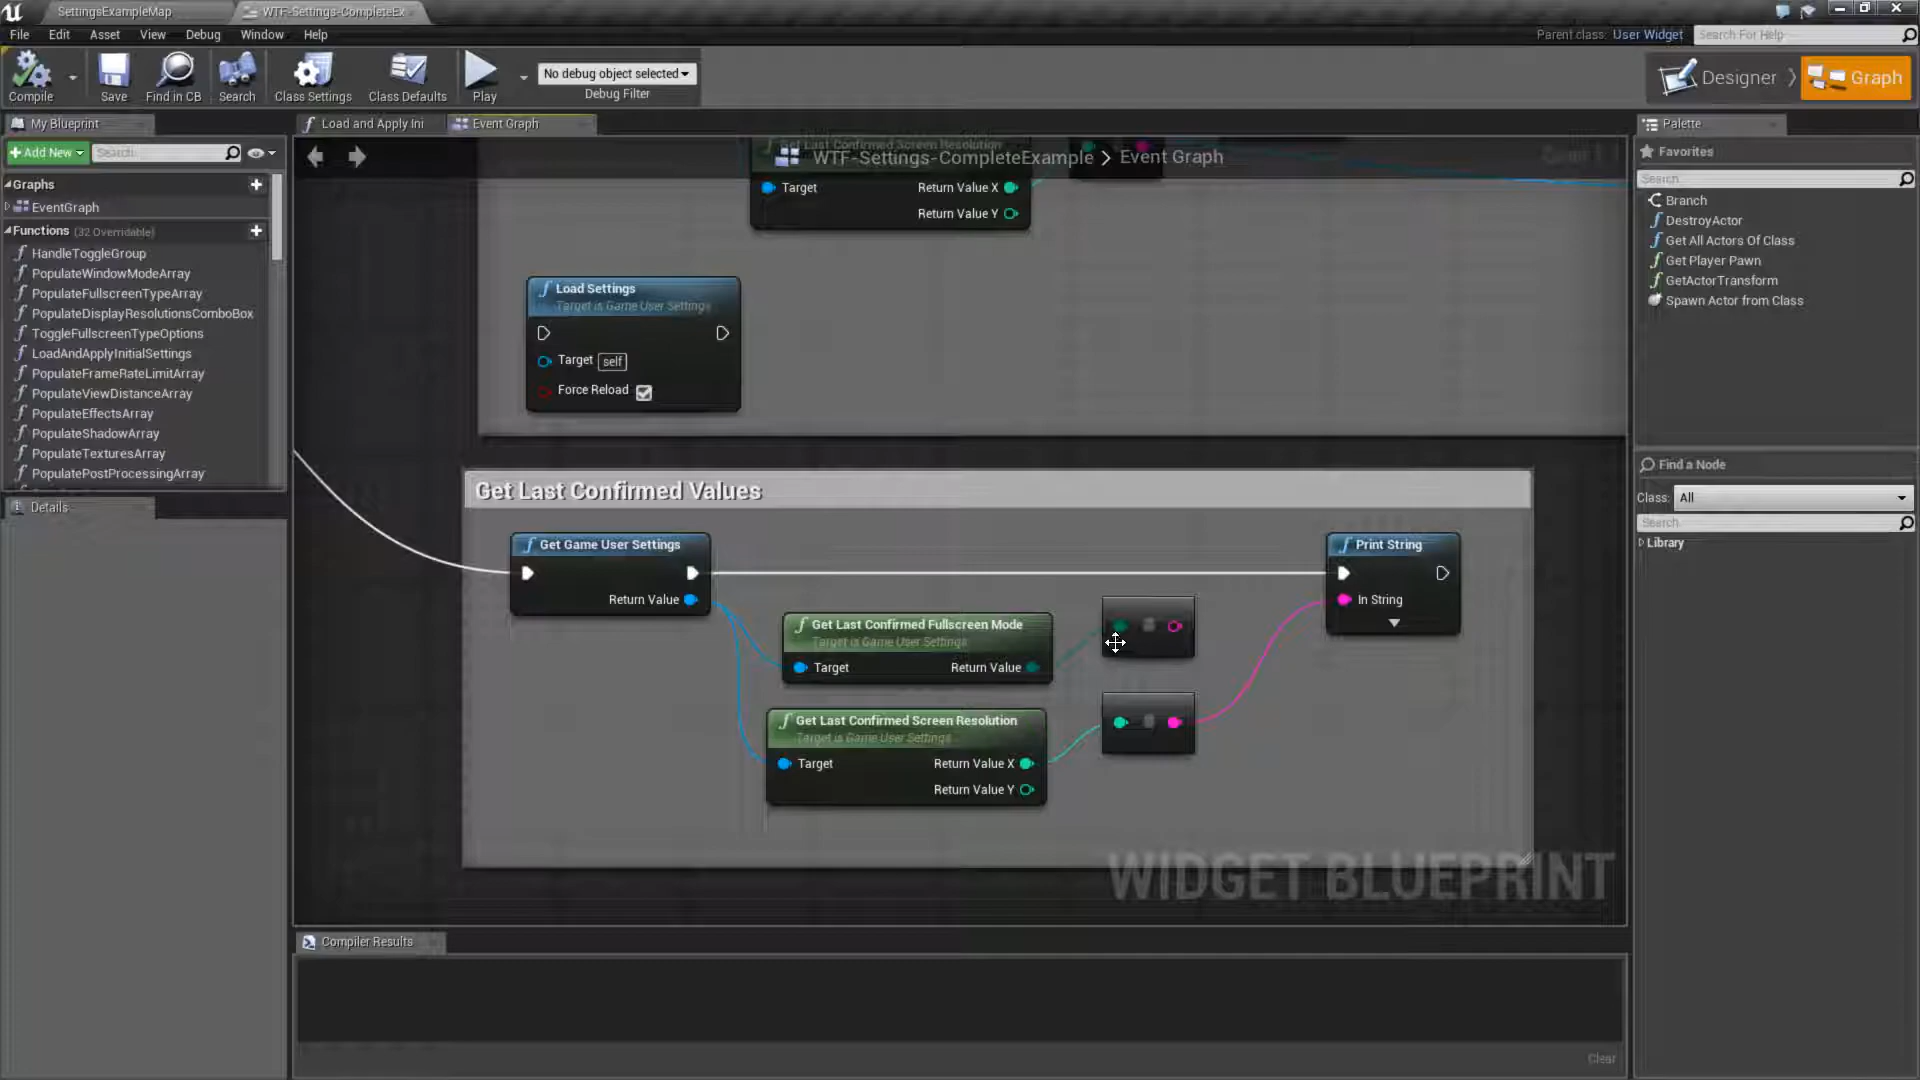 SettingsExampleMap
WTF-Settings-CompleteEx
File Edit Asset View Debug Window Help
Parent class: User Widget
Search For Help
Compile
Save
Find in CB
Search
Class Settings
Class Defaults
Play
No debug object selected
Debug Filter
Designer
Graph
My Blueprint
Add New
Search
Graphs
EventGraph
Functions (32 Overridable)
HandleToggleGroup
PopulateWindowModeArray
PopulateFullscreenTypeArray
PopulateDisplayResolutionsComboBox
ToggleFullscreenTypeOptions
LoadAndApplyInitialSettings
PopulateFrameRateLimitArray
PopulateViewDistanceArray
PopulateEffectsArray
PopulateShadowArray
PopulateTexturesArray
PopulatePostProcessingArray
Details
Load and Apply Ini
Event Graph
Get Last Confirmed Screen Resolution
WTF-Settings-CompleteExample > Event Graph
Target
Return Value X
Return Value Y
Load Settings
Target is Game User Settings
Target self
Force Reload
Get Last Confirmed Values
Get Game User Settings
Return Value
Get Last Confirmed Fullscreen Mode
Target is Game User Settings
Target
Return Value
Get Last Confirmed Screen Resolution
Target is Game User Settings
Target
Return Value X
Return Value Y
Print String
In String
WIDGET BLUEPRINT
Compiler Results
Clear
Palette
Favorites
Search
Branch
DestroyActor
Get All Actors Of Class
Get Player Pawn
GetActorTransform
Spawn Actor from Class
Find a Node
Class: All
Search
Library